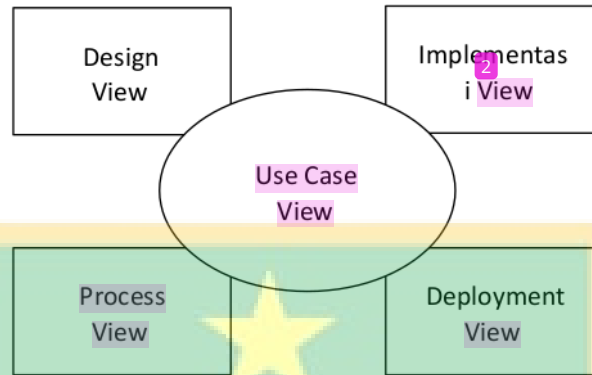 Design
View
Implementas
i View
2
Use Case
View
Process
View
Deployment
View